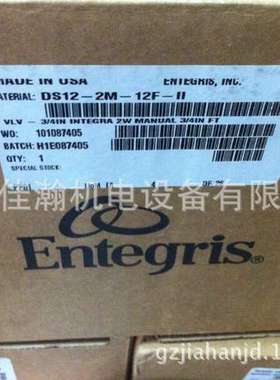 MADE IN USA ENTEGRIS, INC.
MATERIAL: DS12-2M-12F-II
VLV - 3/4IN INTEGRA 2W MANUAL 3/4IN FT
WO: 101087405
BATCH: H1E087405
QTY: 1
SPECIAL STOCK:
佳瀚机电设备有限
Entegris®
gzjiahanjd.1